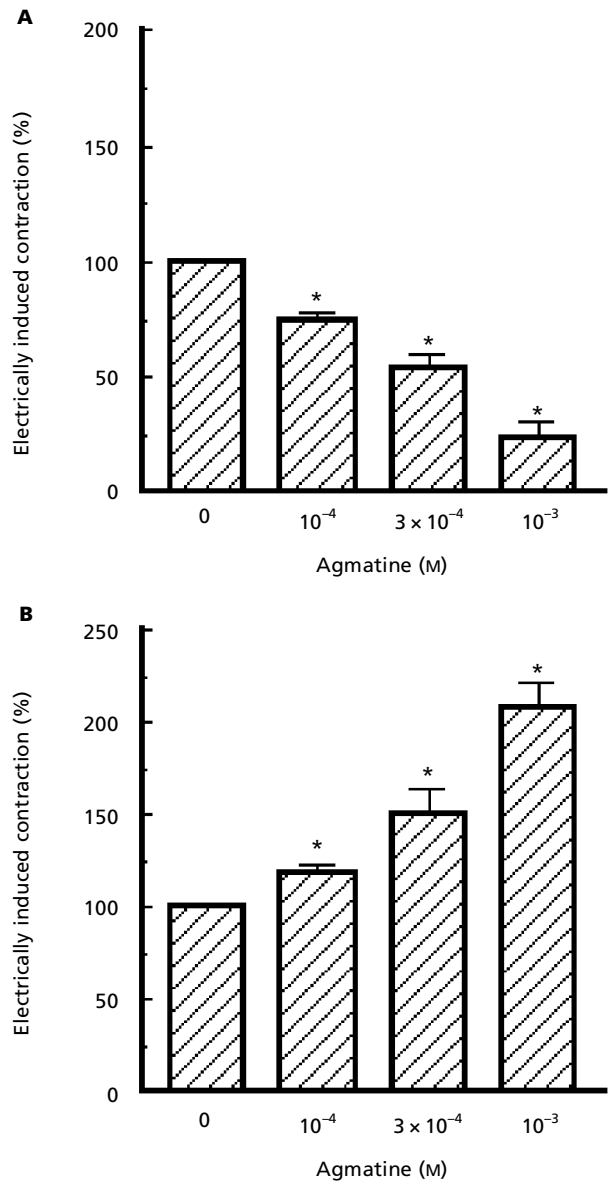 A
Electrically induced contraction (%)
200
150
100
50
0
*
*
*
0
10⁻⁴
3 × 10⁻⁴
10⁻³
Agmatine (M)
B
Electrically induced contraction (%)
250
200
150
100
50
0
*
*
*
0
10⁻⁴
3 × 10⁻⁴
10⁻³
Agmatine (M)